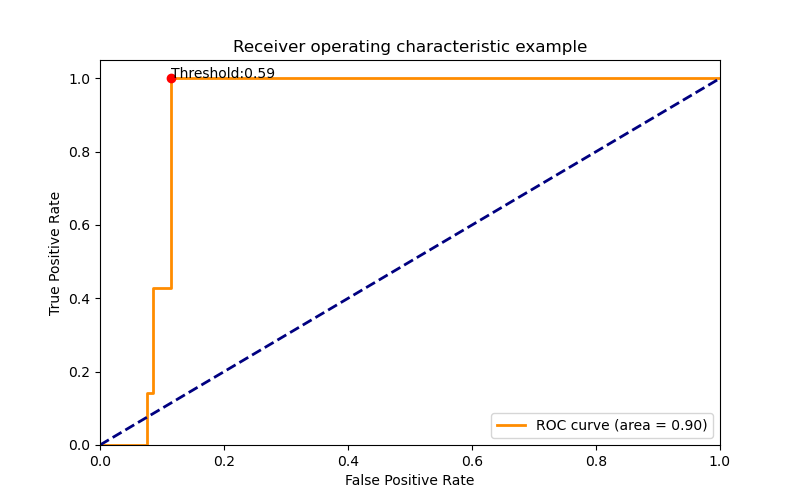 Receiver operating characteristic example
Threshold:0.59
1.0
0.8
0.6
0.4
0.2
0.0
True Positive Rate
ROC curve (area = 0.90)
0.0 0.2 0.4 0.6 0.8 1.0
False Positive Rate